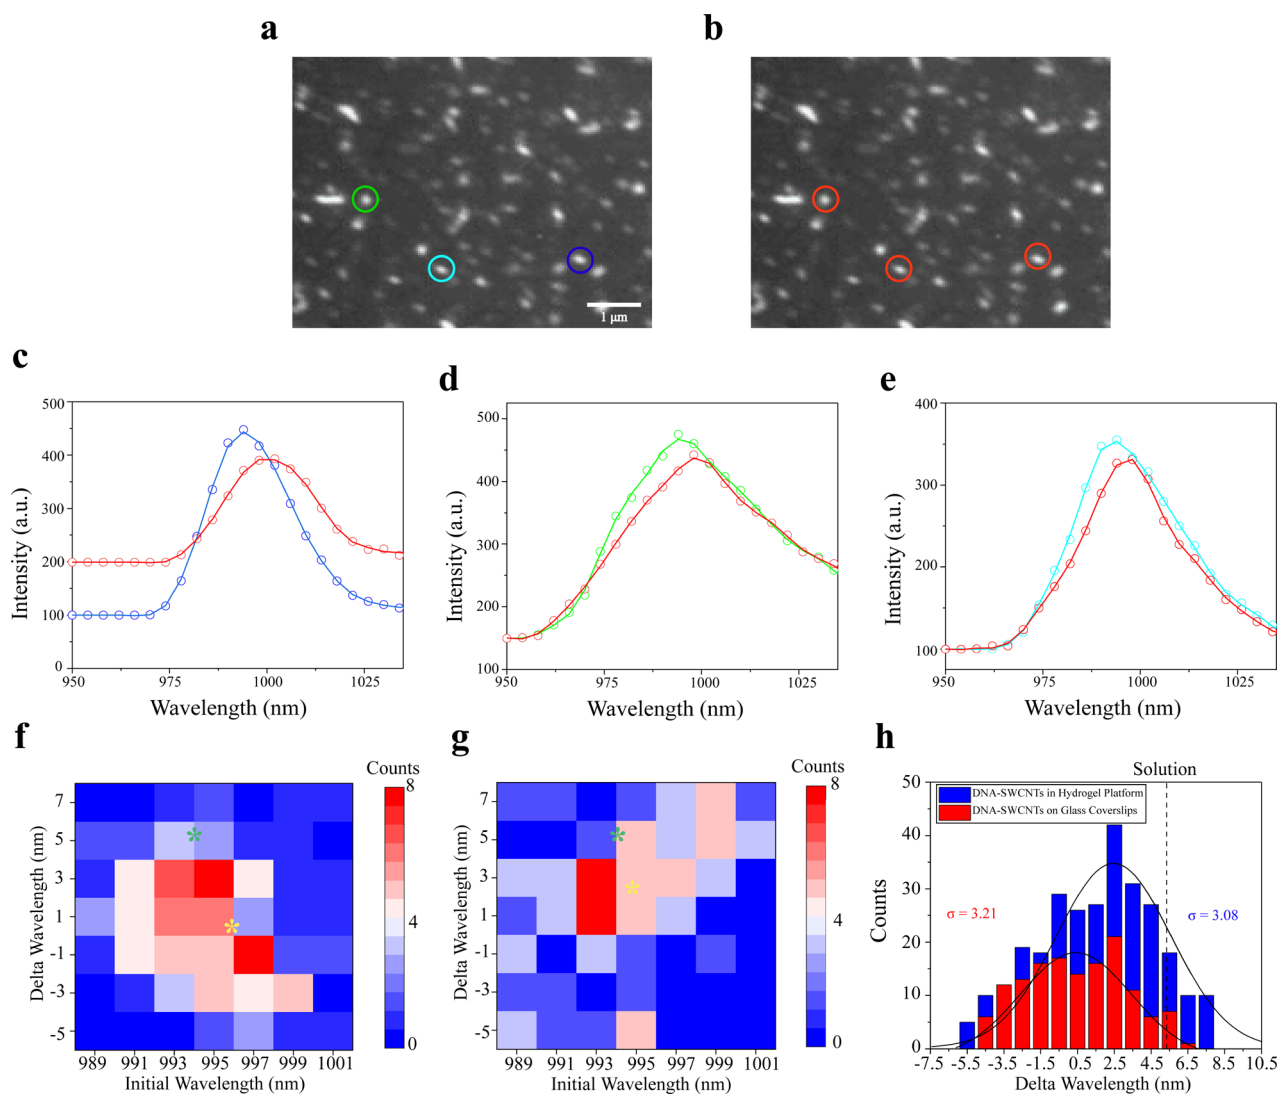 a
b
1 μm
c
d
e
500
400
300
200
100
0
Intensity (a.u.)
950
975
1000
1025
Wavelength (nm)
500
400
300
200
100
Intensity (a.u.)
950
975
1000
1025
Wavelength (nm)
400
300
200
100
Intensity (a.u.)
950
975
1000
1025
Wavelength (nm)
f
g
h
Counts
8
4
0
7
5
3
1
-1
-3
-5
Delta Wavelength (nm)
*
*
989 991 993 995 997 999 1001
Initial Wavelength (nm)
Counts
8
4
0
7
5
3
1
-1
-3
-5
Delta Wavelength (nm)
*
*
989 991 993 995 997 999 1001
Initial Wavelength (nm)
Solution
50
40
30
20
10
0
Counts
DNA-SWCNTs in Hydrogel Platform
DNA-SWCNTs on Glass Coverslips
σ = 3.21
σ = 3.08
-7.5 -5.5 -3.5 -1.5 0.5 2.5 4.5 6.5 8.5 10.5
Delta Wavelength (nm)